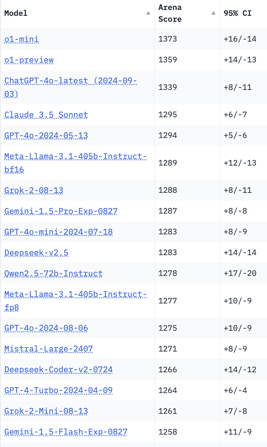 Model ▲ Arena Score ▲ 95% CI
o1-mini 1373 +16/-14
o1-preview 1359 +14/-13
ChatGPT-4o-latest (2024-09-
03) 1339 +8/-11
Claude 3.5 Sonnet 1295 +6/-7
GPT-4o-2024-05-13 1294 +5/-6
Meta-Llama-3.1-405b-Instruct-
bf16 1289 +12/-13
Grok-2-08-13 1288 +8/-11
Gemini-1.5-Pro-Exp-0827 1287 +8/-8
GPT-4o-mini-2024-07-18 1283 +8/-9
Deepseek-v2.5 1283 +14/-14
Qwen2.5-72b-Instruct 1278 +17/-20
Meta-Llama-3.1-405b-Instruct-
fp8 1277 +10/-9
GPT-4o-2024-08-06 1275 +10/-9
Mistral-Large-2407 1271 +8/-9
Deepseek-Coder-v2-0724 1266 +14/-12
GPT-4-Turbo-2024-04-09 1264 +6/-4
Grok-2-Mini-08-13 1261 +7/-8
Gemini-1.5-Flash-Exp-0827 1258 +11/-9